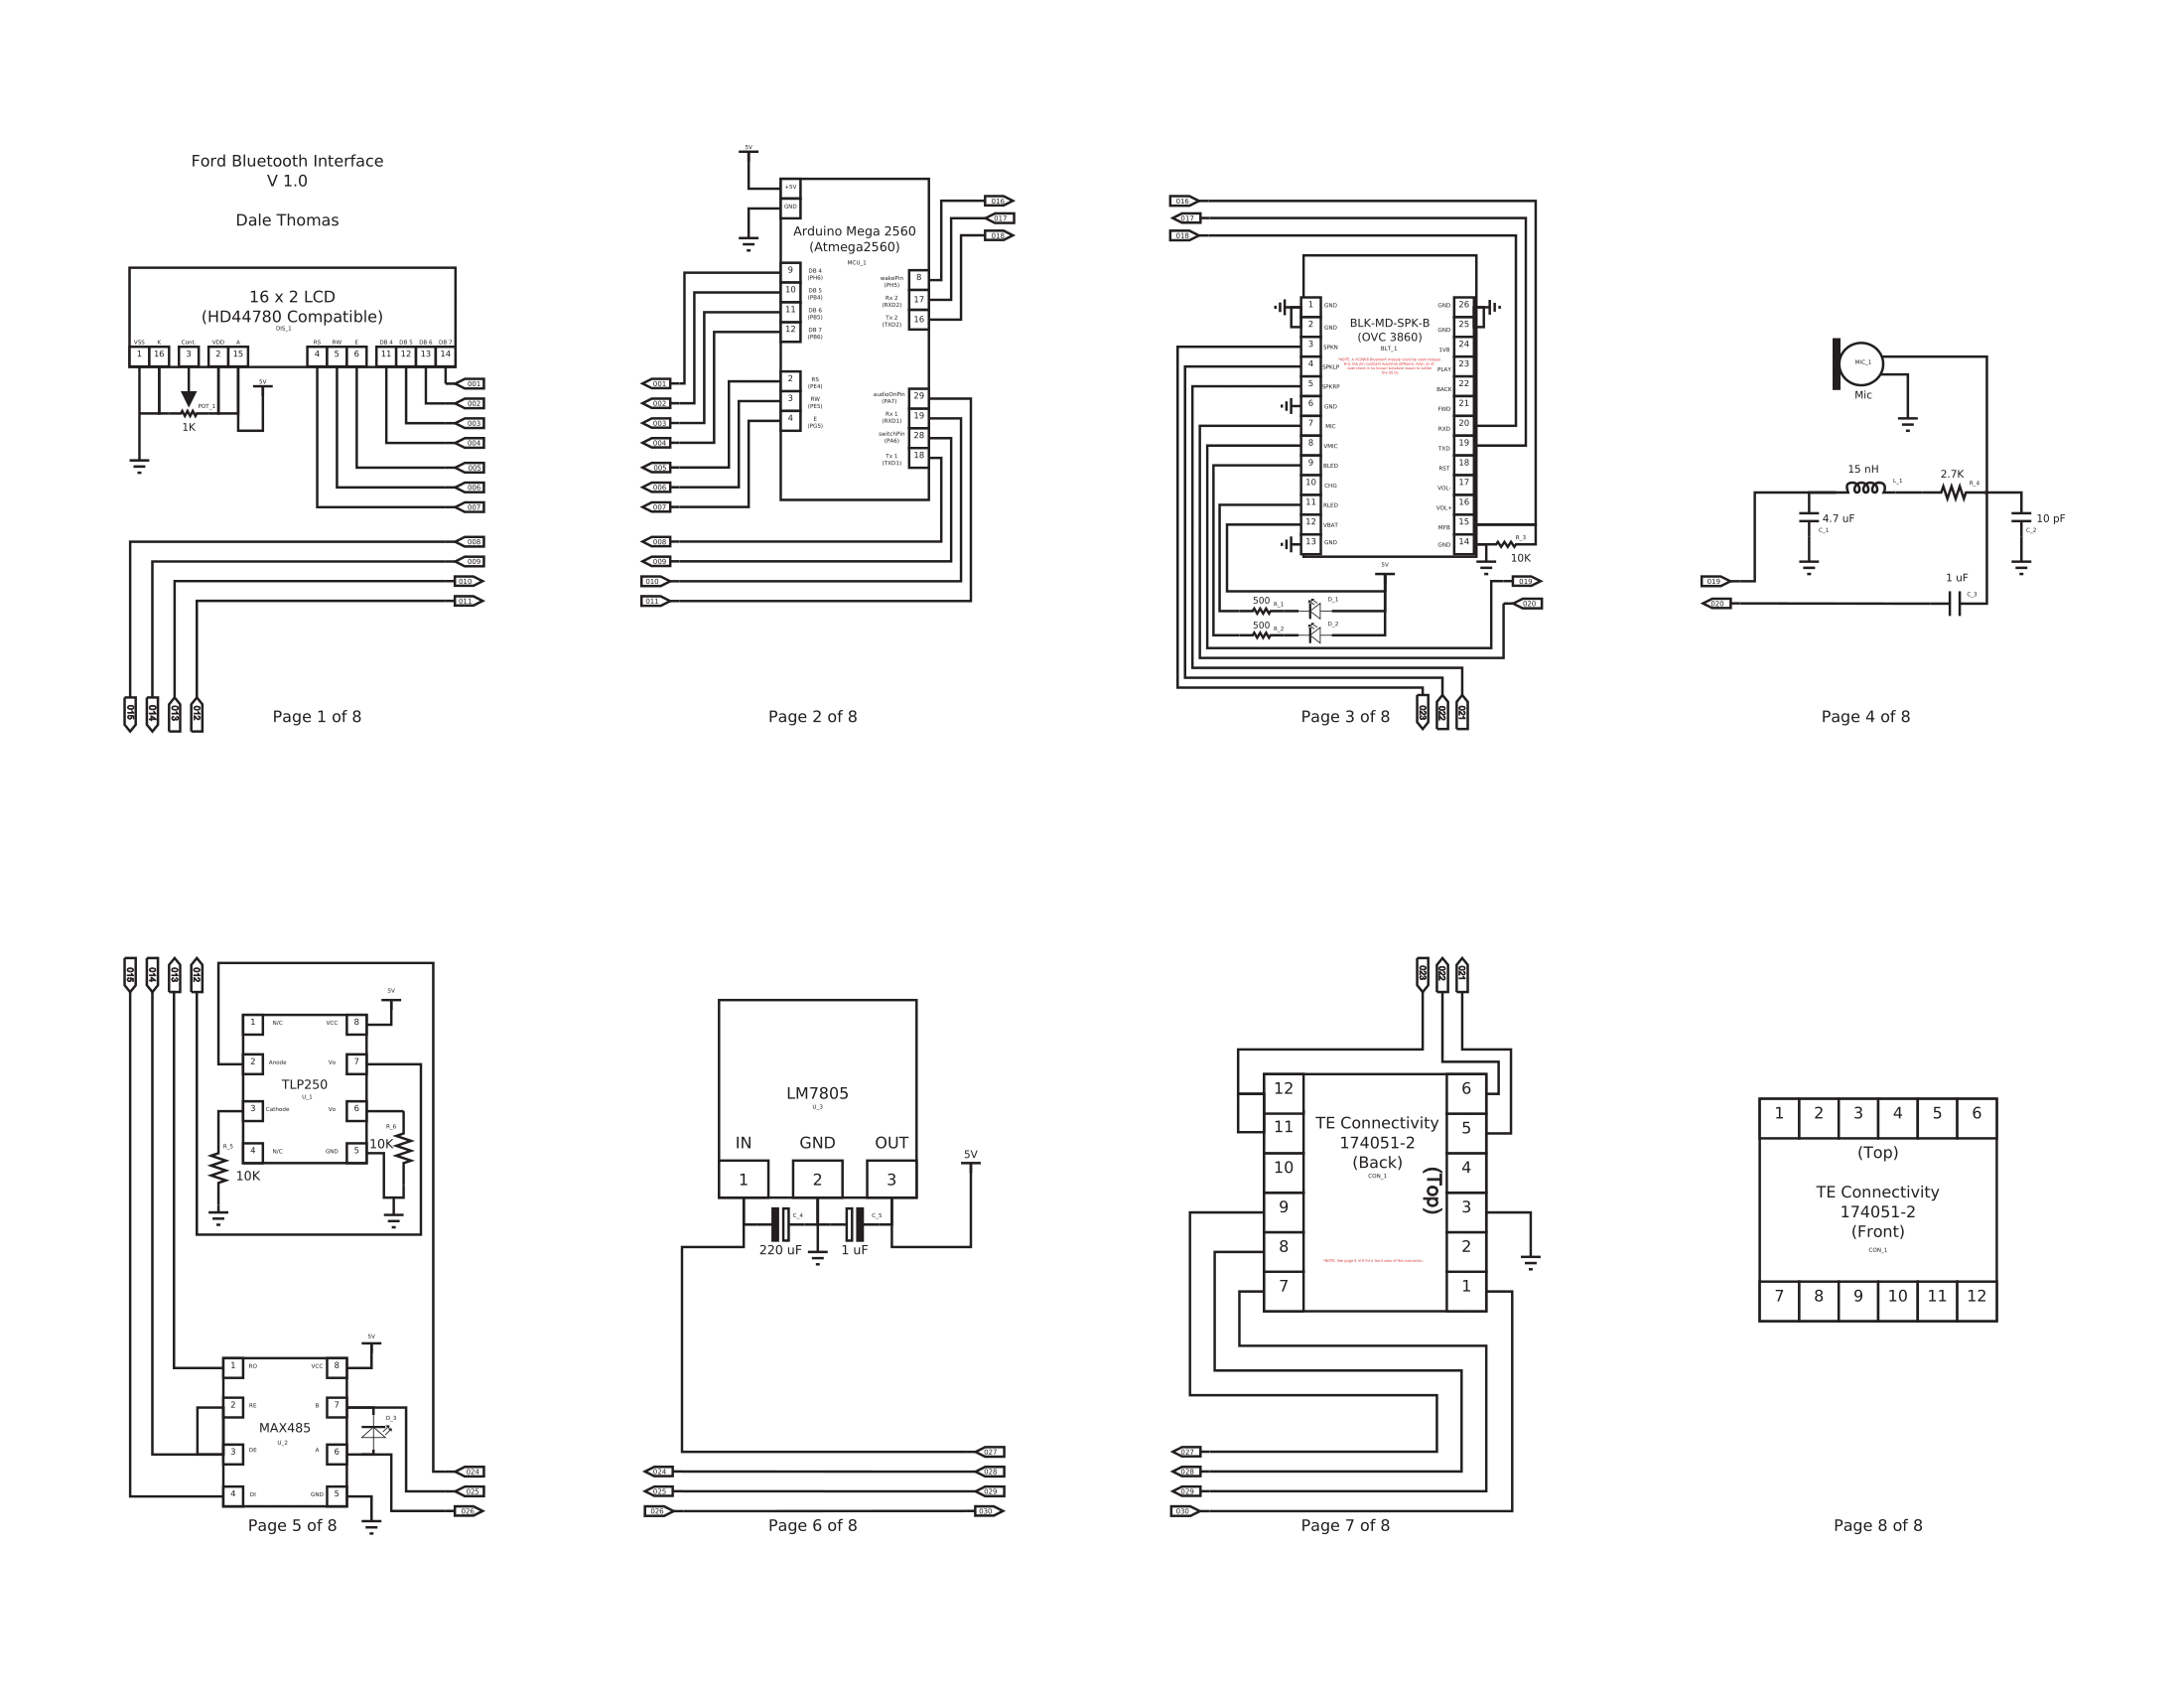 Ford Bluetooth Interface
V 1.0
Dale Thomas
16 x 2 LCD
(HD44780 Compatible)
DIS_1
VSS K Cont. VDD A RS RW E DB 4 DB 5 DB 6 DB 7
1 16 3 2 15 4 5 6 11 12 13 14
5V
POT_1
1K
001
002
003
004
005
006
007
008
009
010
011
015 014 013 012
Page 1 of 8
5V
+5V
GND
Arduino Mega 2560
(Atmega2560)
MCU_1
016
017
018
9 DB 4
(PH6)
10 DB 5
(PB4)
11 DB 6
(PB5)
12 DB 7
(PB6)
wakePin 8
(PH5)
Rx 2 17
(RXD2)
Tx 2 16
(TXD2)
2 RS
(PE4)
3 RW
(PE5)
4 E
(PG5)
audioOnPin 29
(PA7)
Rx 1 19
(RXD1)
switchPin 28
(PA6)
Tx 1 18
(TXD1)
001
002
003
004
005
006
007
008
009
010
011
Page 2 of 8
016
017
018
BLK-MD-SPK-B
(OVC 3860)
BLT_1
1 GND GND 26
2 GND GND 25
3 SPKN 1V8 24
4 SPKLP PLAY 23
5 SPKRP BACK 22
6 GND FWD 21
7 MIC RXD 20
8 VMIC TXD 19
9 BLED RST 18
10 CHG VOL- 17
11 RLED VOL+ 16
12 VBAT MFB 15
13 GND GND 14
R_3
10K
5V
019
020
500 R_1 D_1
500 R_2 D_2
Page 3 of 8
023 022 021
MIC_1
Mic
15 nH
L_1
2.7K
R_4
4.7 uF
C_1
10 pF
C_2
1 uF
C_3
019
020
Page 4 of 8
015 014 013 012
5V
1 N/C VCC 8
2 Anode Vo 7
TLP250
U_1
3 Cathode Vo 6
4 N/C GND 5
R_5
10K
R_6
10K
5V
1 RO VCC 8
2 RE B 7
MAX485
U_2
3 DE A 6
4 DI GND 5
D_3
024
025
026
Page 5 of 8
LM7805
U_3
IN GND OUT
1 2 3
5V
C_4
220 uF
C_5
1 uF
027
024 028
025 029
026 030
Page 6 of 8
023 022 021
12 6
11 5
10 4
9 3
8 2
7 1
TE Connectivity
174051-2
(Back)
CON_1
(Top)
*NOTE: See page 8 of 8 for a front view of this connector.
027
028
029
030
Page 7 of 8
1 2 3 4 5 6
(Top)
TE Connectivity
174051-2
(Front)
CON_1
7 8 9 10 11 12
Page 8 of 8